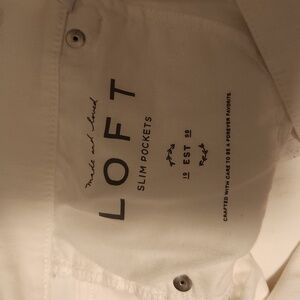 made and loved
LOFT
SLIM POCKETS
19 EST 98
CRAFTED WITH CARE TO BE A FOREVER FAVORITE